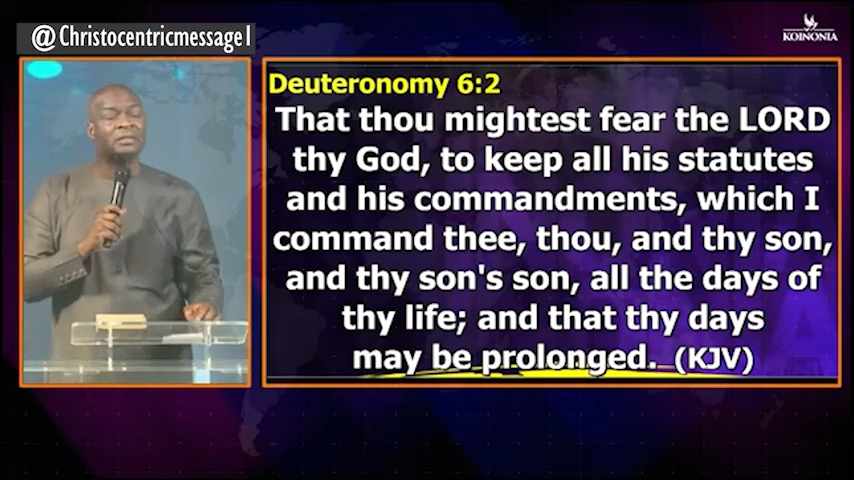 @Christocentricmessage1
KOINONIA
Deuteronomy 6:2
That thou mightest fear the LORD
thy God, to keep all his statutes
and his commandments, which I
command thee, thou, and thy son,
and thy son's son, all the days of
thy life; and that thy days
may be prolonged. (KJV)